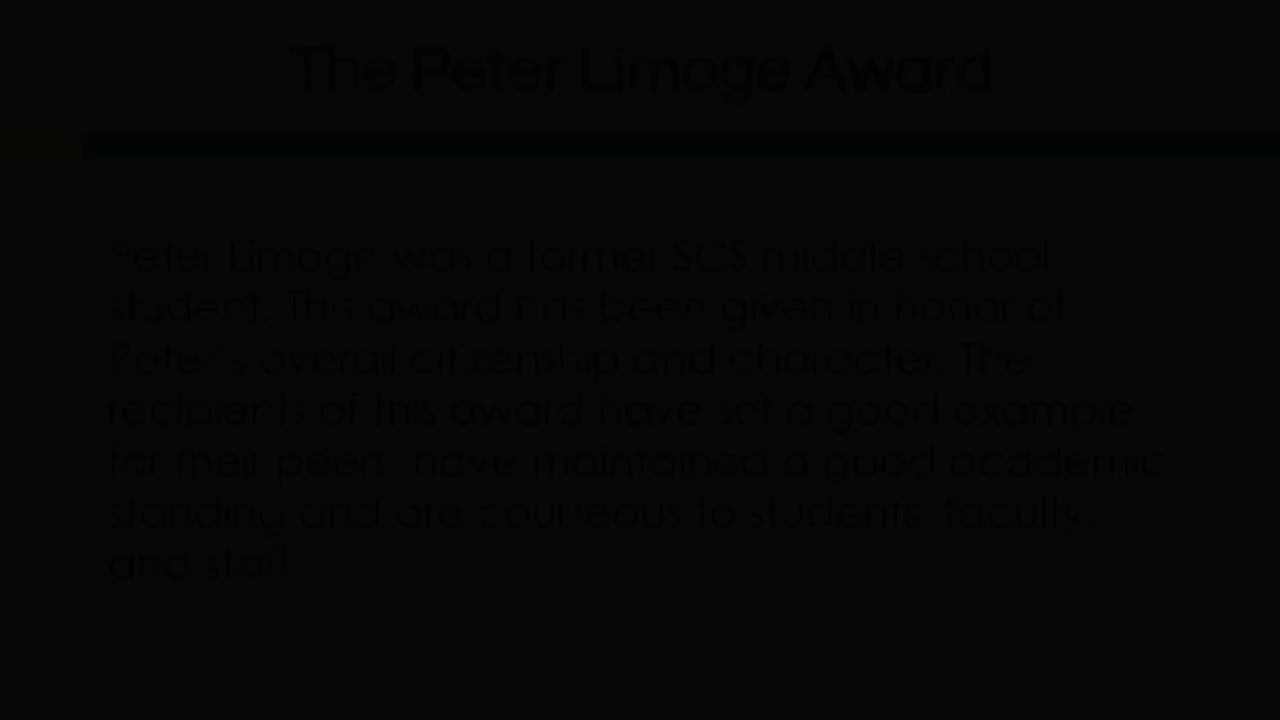 The Peter Limoge Award
Peter Limoge was a former SCS middle school
student. This award has been given in honor of
Peter's overall citizenship and character. The
recipients of this award have set a good example
for their peers, have maintained a good academic
standing and are courteous to students, faculty,
and staff.